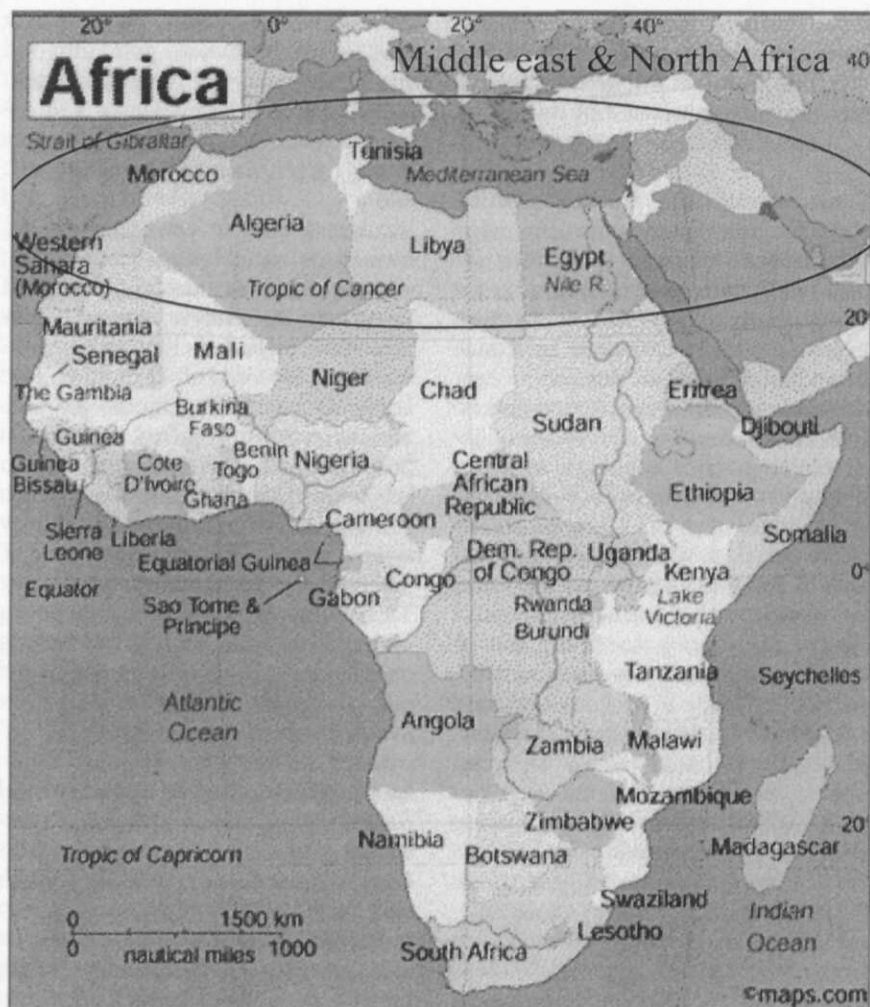 20°
0°
20°
40°
Africa
Middle east & North Africa
40
Strait of Gibraltar
Tunisia
Morocco
Mediterranean Sea
Algeria
Libya
Egypt
Western
Sahara
(Morocco)
Tropic of Cancer
Nile R.
20°
Mauritania
Senegal
Mali
Niger
Chad
Eritrea
The Gambia
Burkina
Faso
Sudan
Djibouti
Guinea
Benin
Guinea
Bissau
Cote
D'Ivoire
Togo
Nigeria
Central
African
Republic
Ethiopia
Ghana
Sierra
Leone
Liberia
Cameroon
Somalia
Equatorial Guinea
Dem. Rep.
of Congo
Uganda
Kenya
0°
Equator
Congo
Gabon
Sao Tome &
Principe
Rwanda
Burundi
Lake
Victoria
Tanzania
Seychelles
Atlantic
Ocean
Angola
Zambia
Malawi
Mozambique
Zimbabwe
20°
Namibia
Botswana
Madagascar
Tropic of Capricorn
Swaziland
Indian
Ocean
0 1500 km
0 nautical miles 1000
Lesotho
South Africa
©maps.com